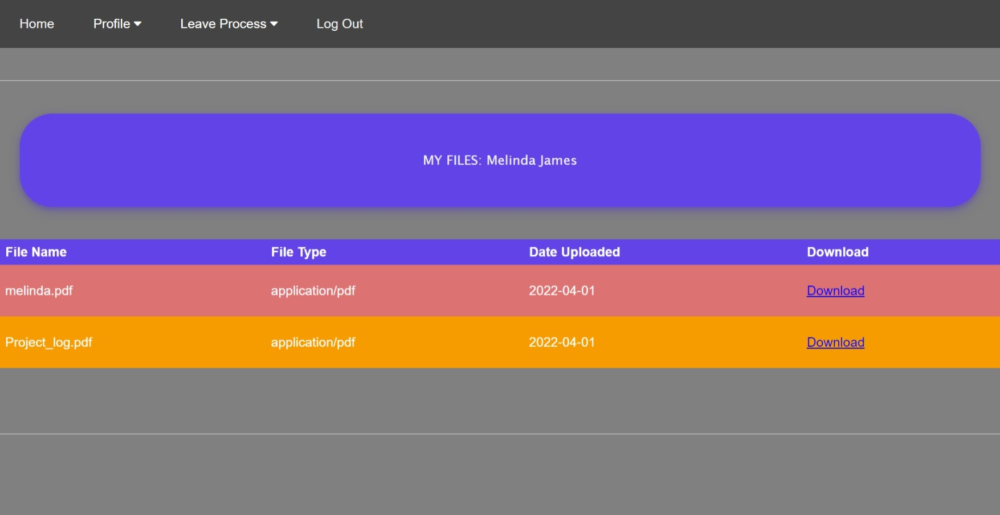 Home Profile Leave Process Log Out
MY FILES: Melinda James
File Name File Type Date Uploaded Download
melinda.pdf application/pdf 2022-04-01 Download
Project_log.pdf application/pdf 2022-04-01 Download